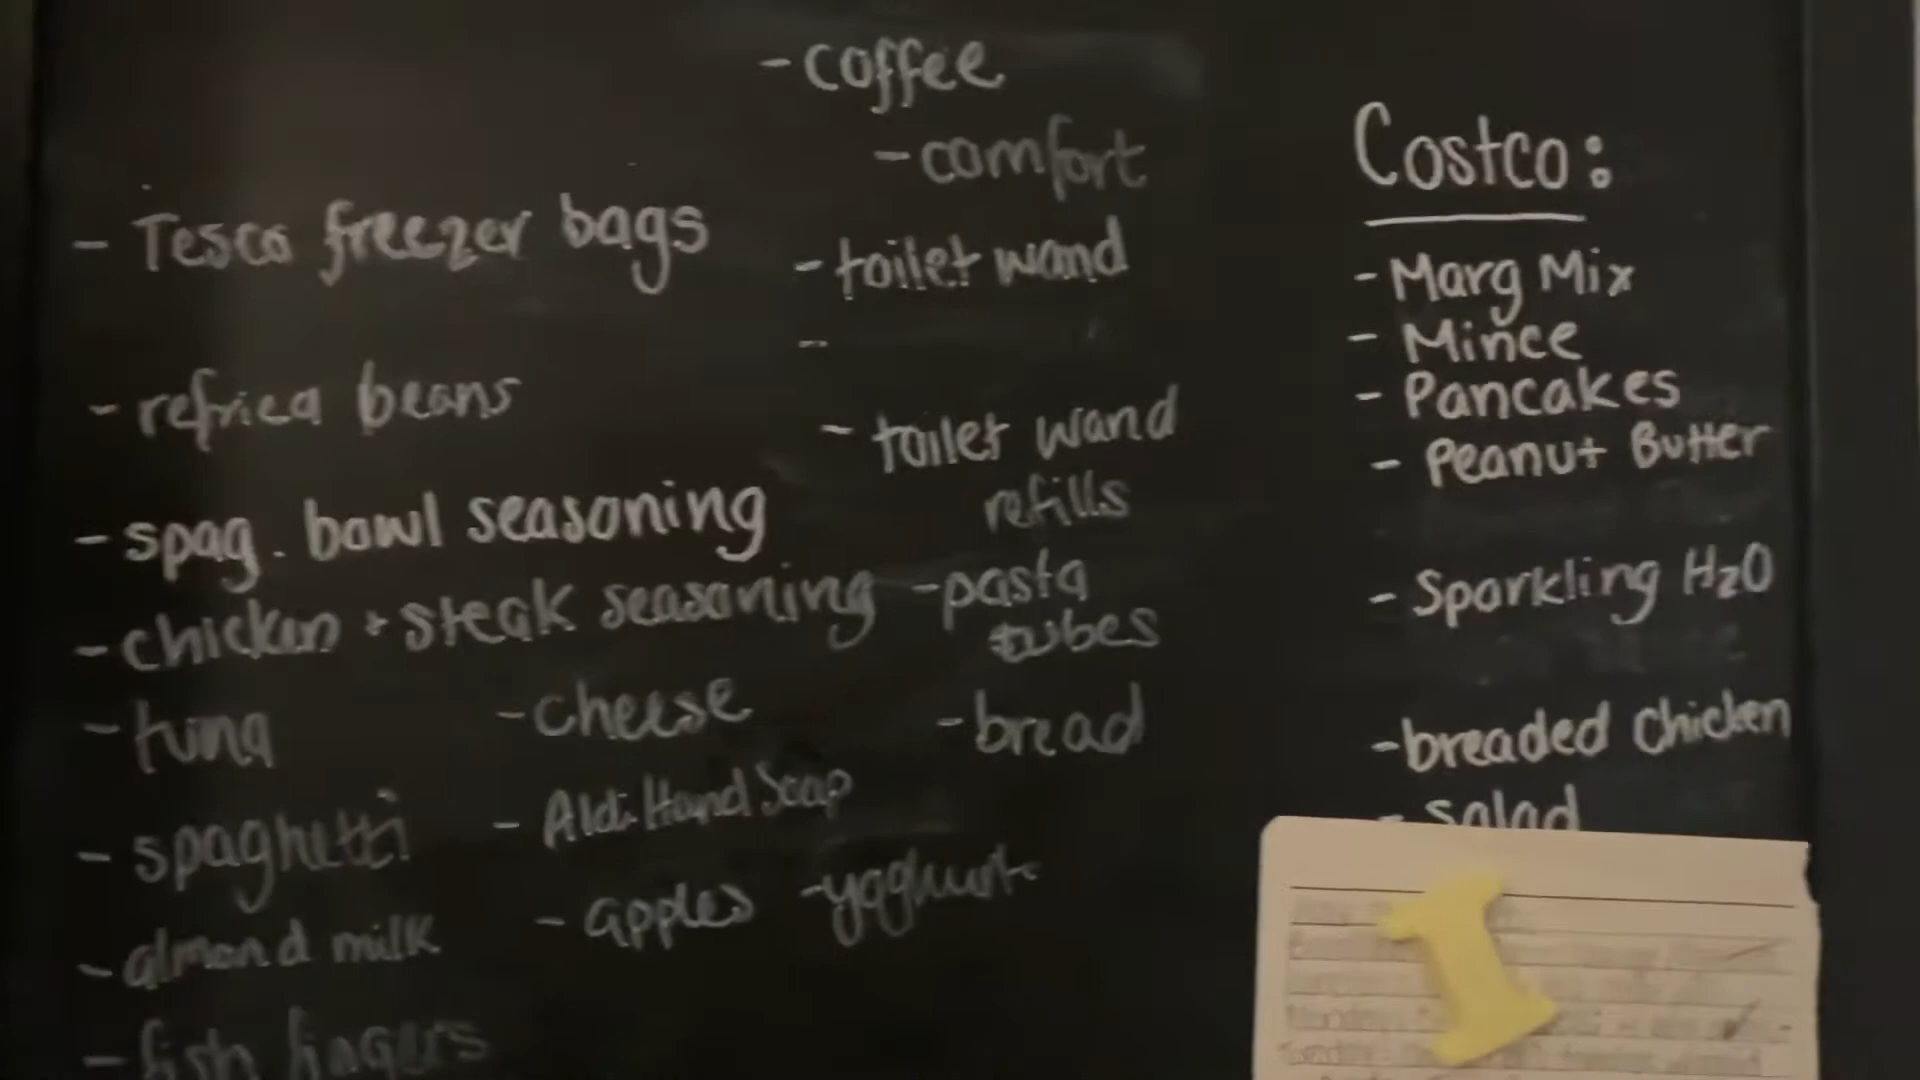 - Tesco freezer bags
- refried beans
- spag. bowl seasoning
- chicken + steak seasoning
- tuna
- spaghetti
- almond milk
- fish fingers
- cheese
- Aldi Hand Soap
- apples
- yoghurt
- coffee
- comfort
- toilet wand
-
- toilet wand
refills
- pasta
tubes
- bread
Costco:
- Marg Mix
- Mince
- Pancakes
- Peanut Butter
- Sparkling H2O
- breaded chicken
- salad